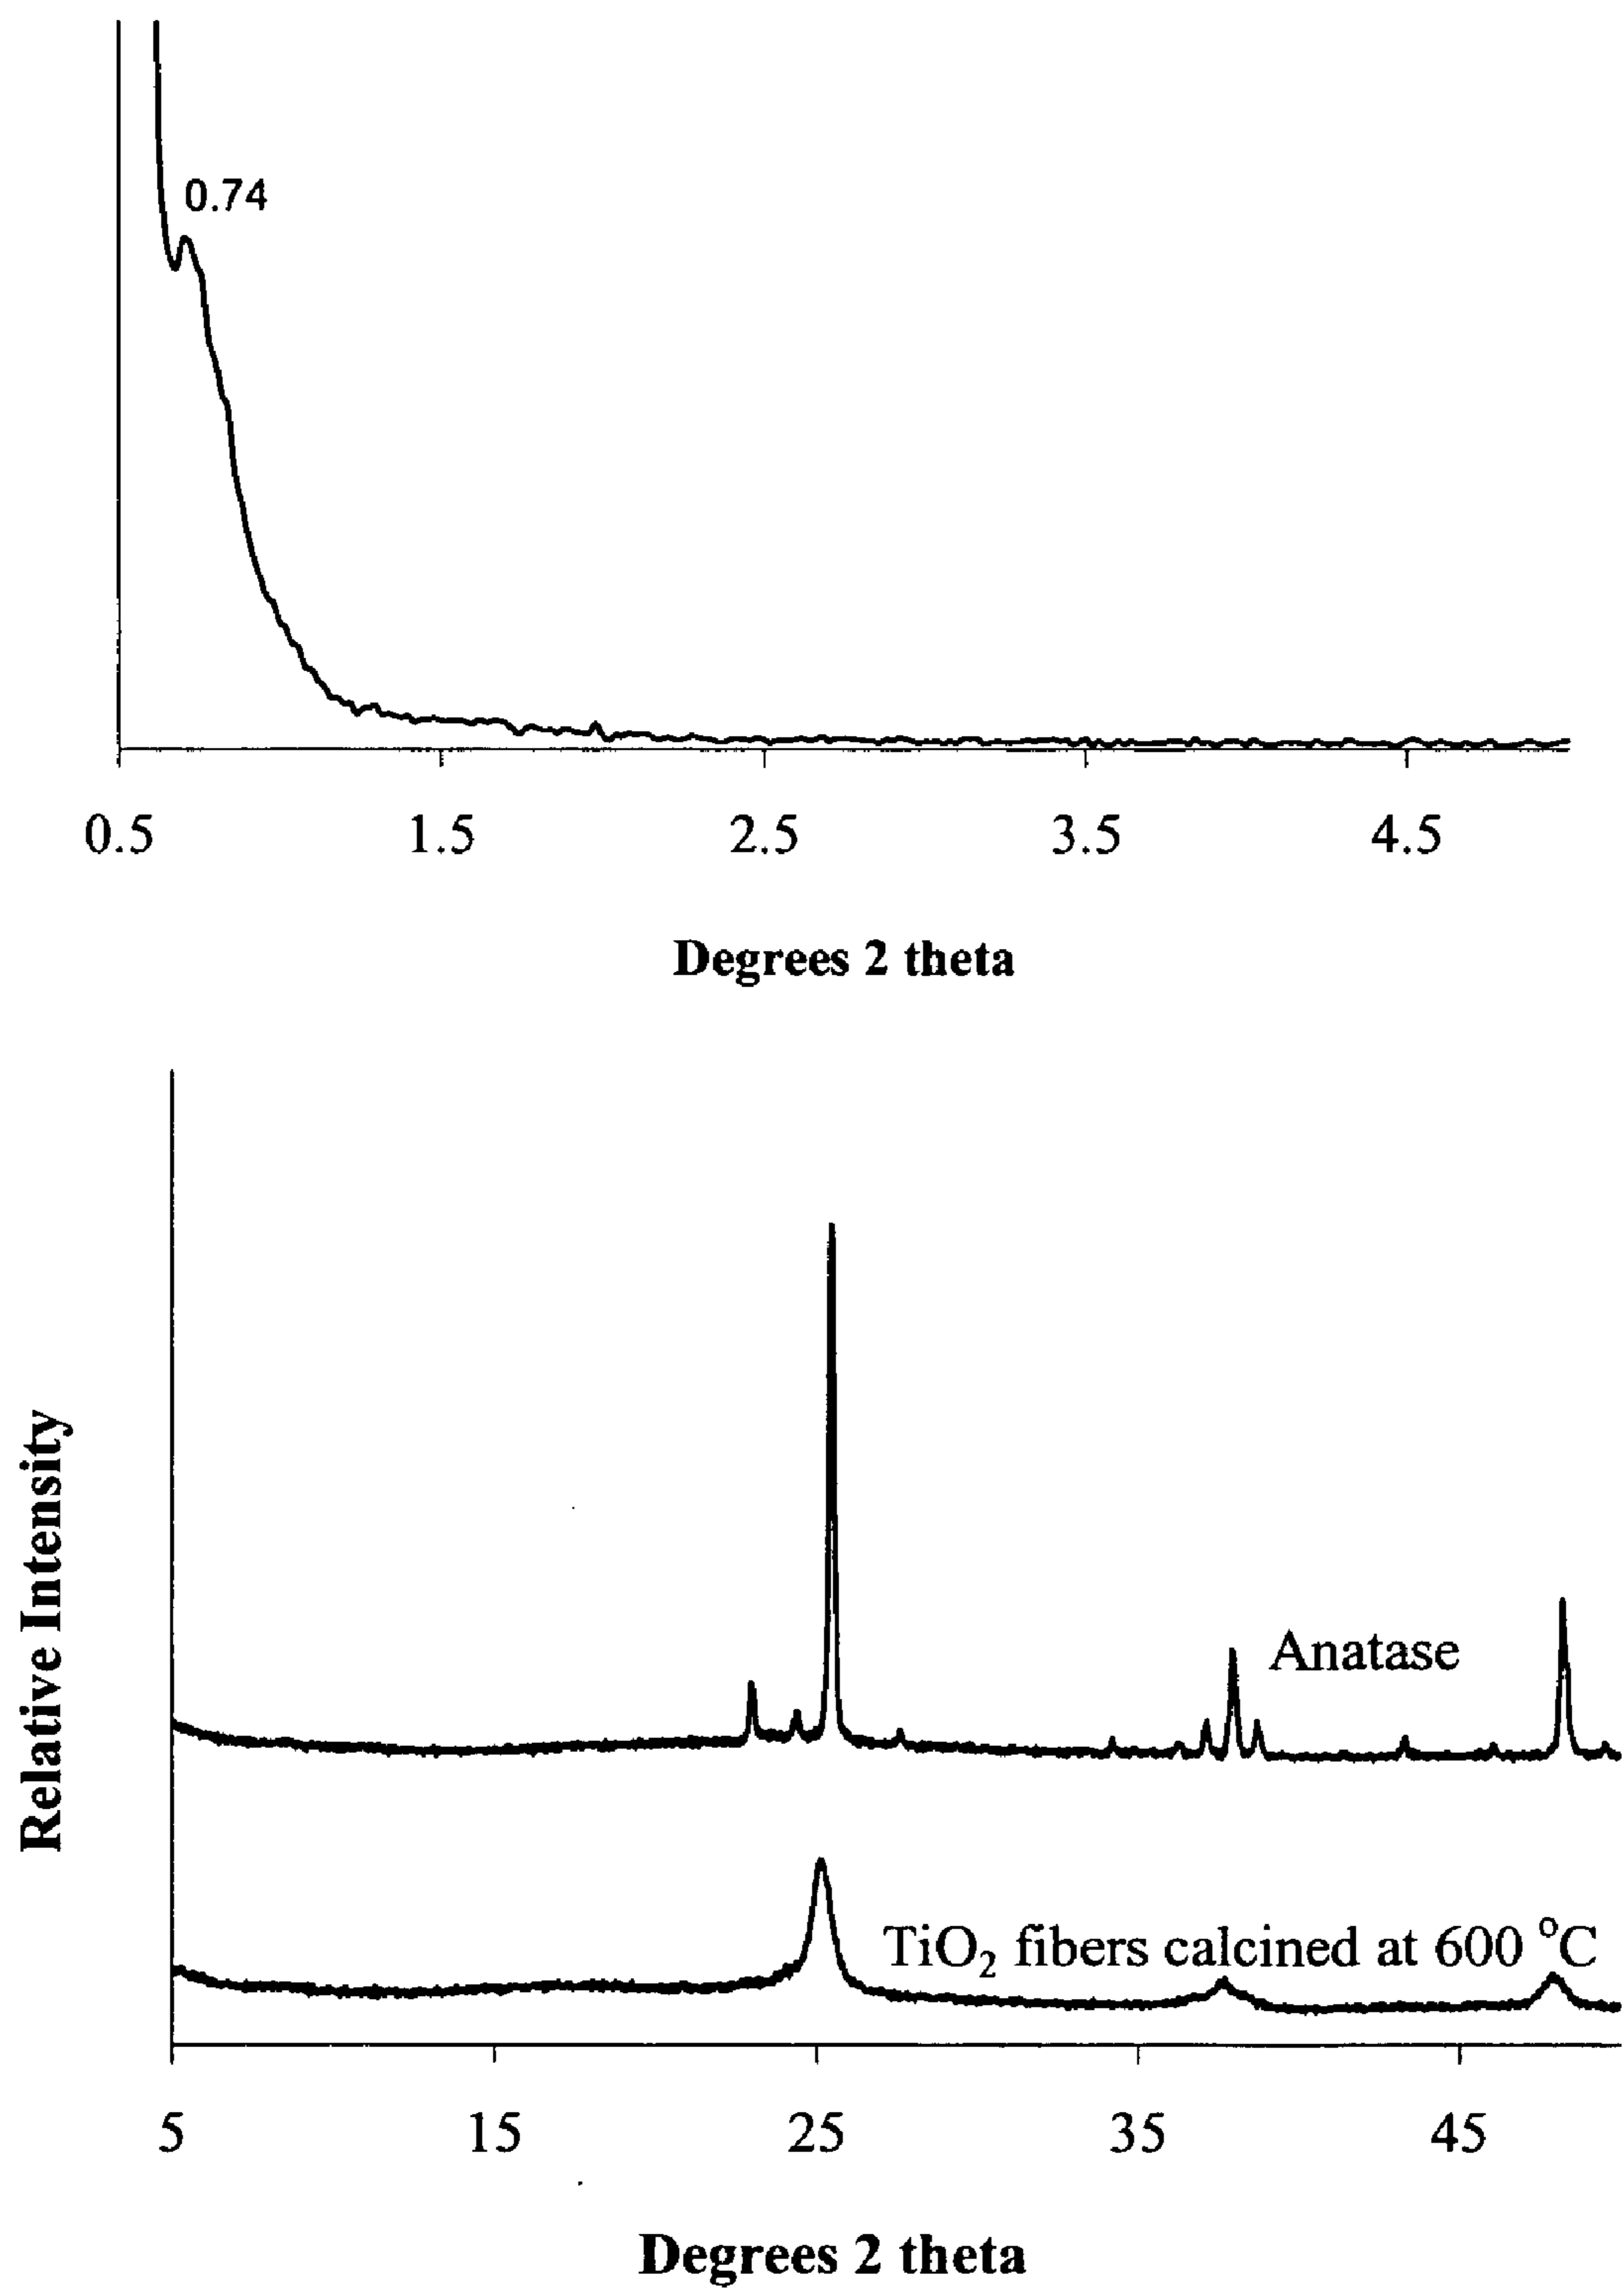 0.74
0.5 1.5 2.5 3.5 4.5
Degrees 2 theta
Relative Intensity
Anatase
TiO₂ fibers calcined at 600 °C
5 15 25 35 45
Degrees 2 theta